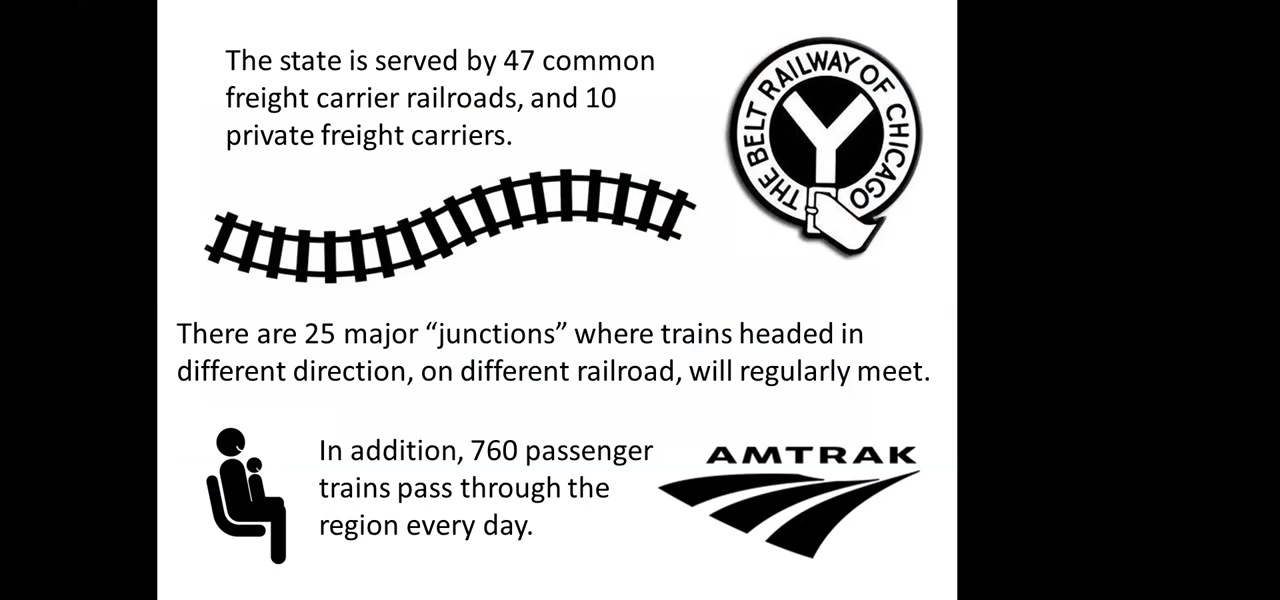 The state is served by 47 common
freight carrier railroads, and 10
private freight carriers.
THE BELT RAILWAY OF CHICAGO
Y
There are 25 major “junctions” where trains headed in
different direction, on different railroad, will regularly meet.
In addition, 760 passenger
trains pass through the
region every day.
AMTRAK